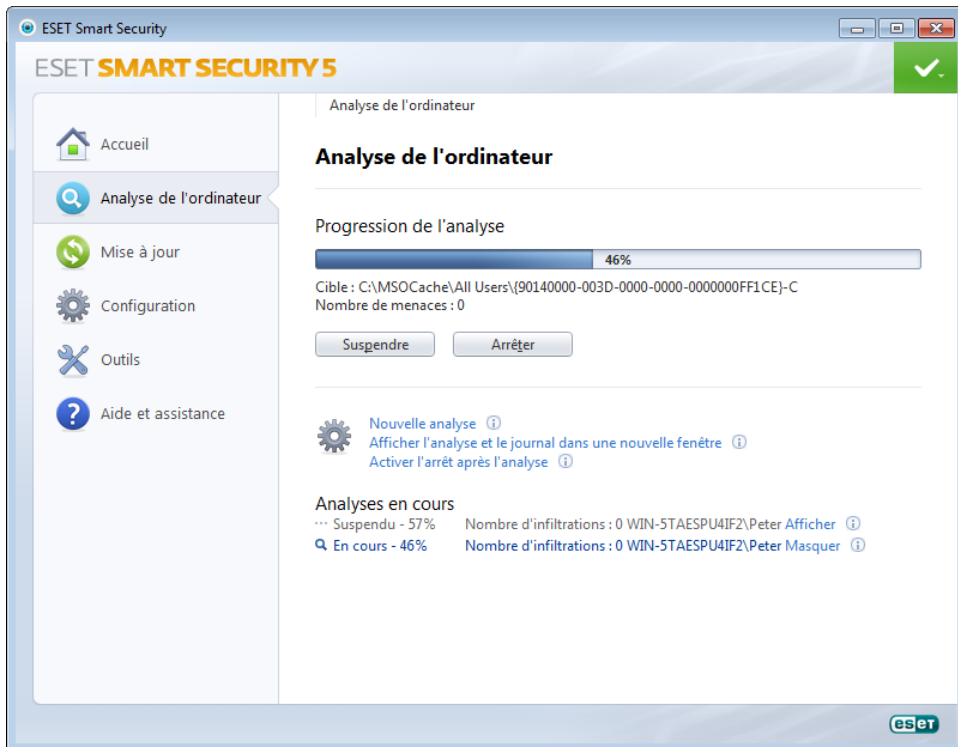 ESET Smart Security
ESET SMART SECURITY 5
Accueil
Analyse de l'ordinateur
Mise à jour
Configuration
Outils
Aide et assistance
Analyse de l'ordinateur
Analyse de l'ordinateur
Progression de l'analyse
46%
Cible : C:\MSOCache\All Users\{90140000-003D-0000-0000-0000000FF1CE}-C
Nombre de menaces : 0
Suspendre
Arrêter
Nouvelle analyse
Afficher l'analyse et le journal dans une nouvelle fenêtre
Activer l'arrêt après l'analyse
Analyses en cours
Suspendu - 57% Nombre d'infiltrations : 0 WIN-5TAESPU4IF2\Peter Afficher
En cours - 46% Nombre d'infiltrations : 0 WIN-5TAESPU4IF2\Peter Masquer
eseT